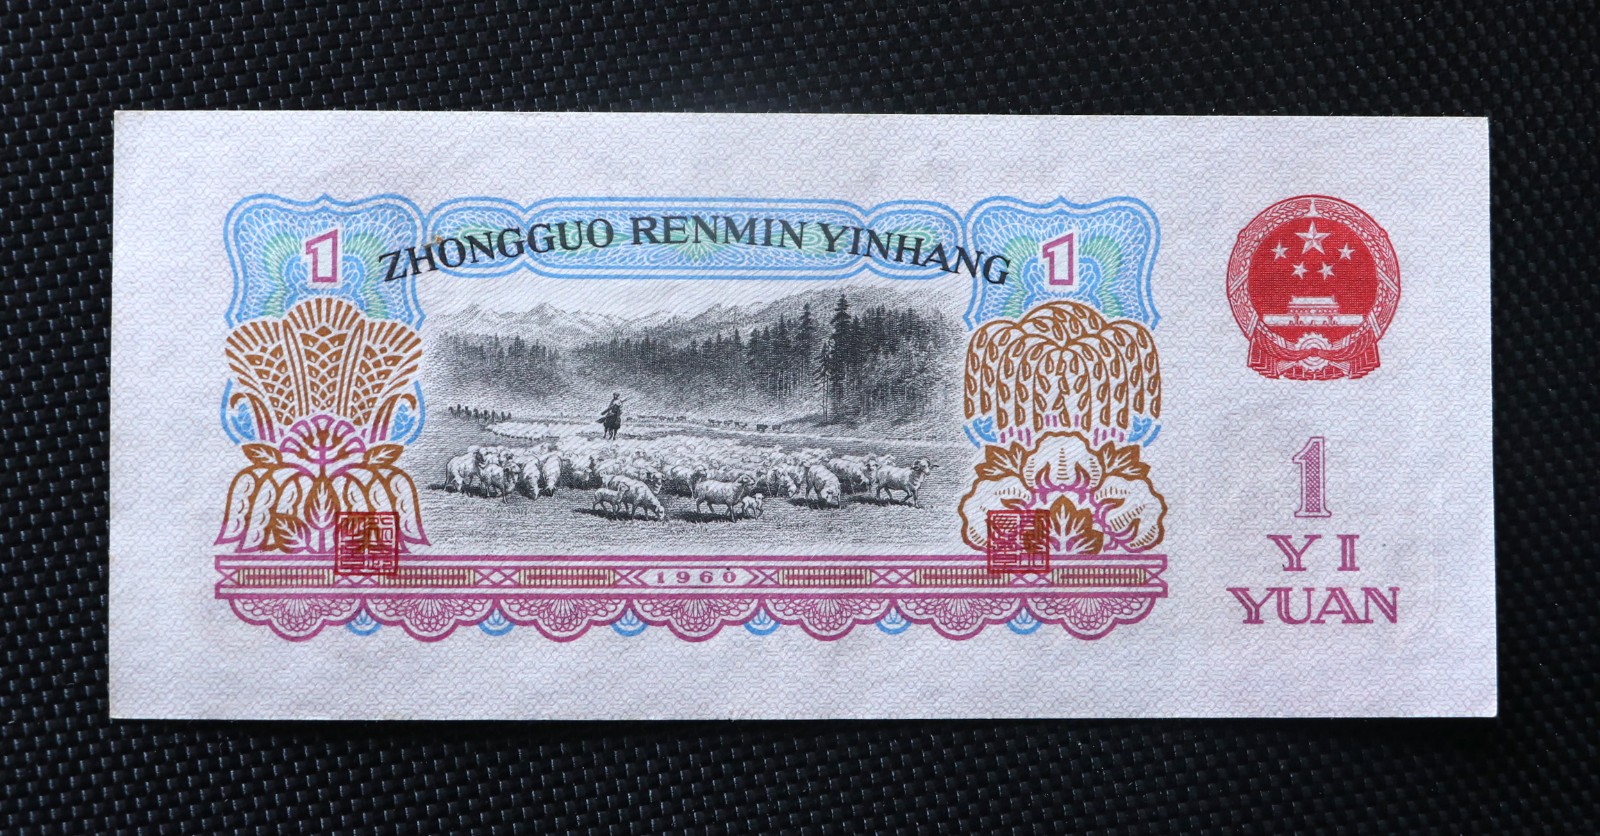 ZHONGGUO RENMIN YINHANG
1
1
1960
1
YI
YUAN